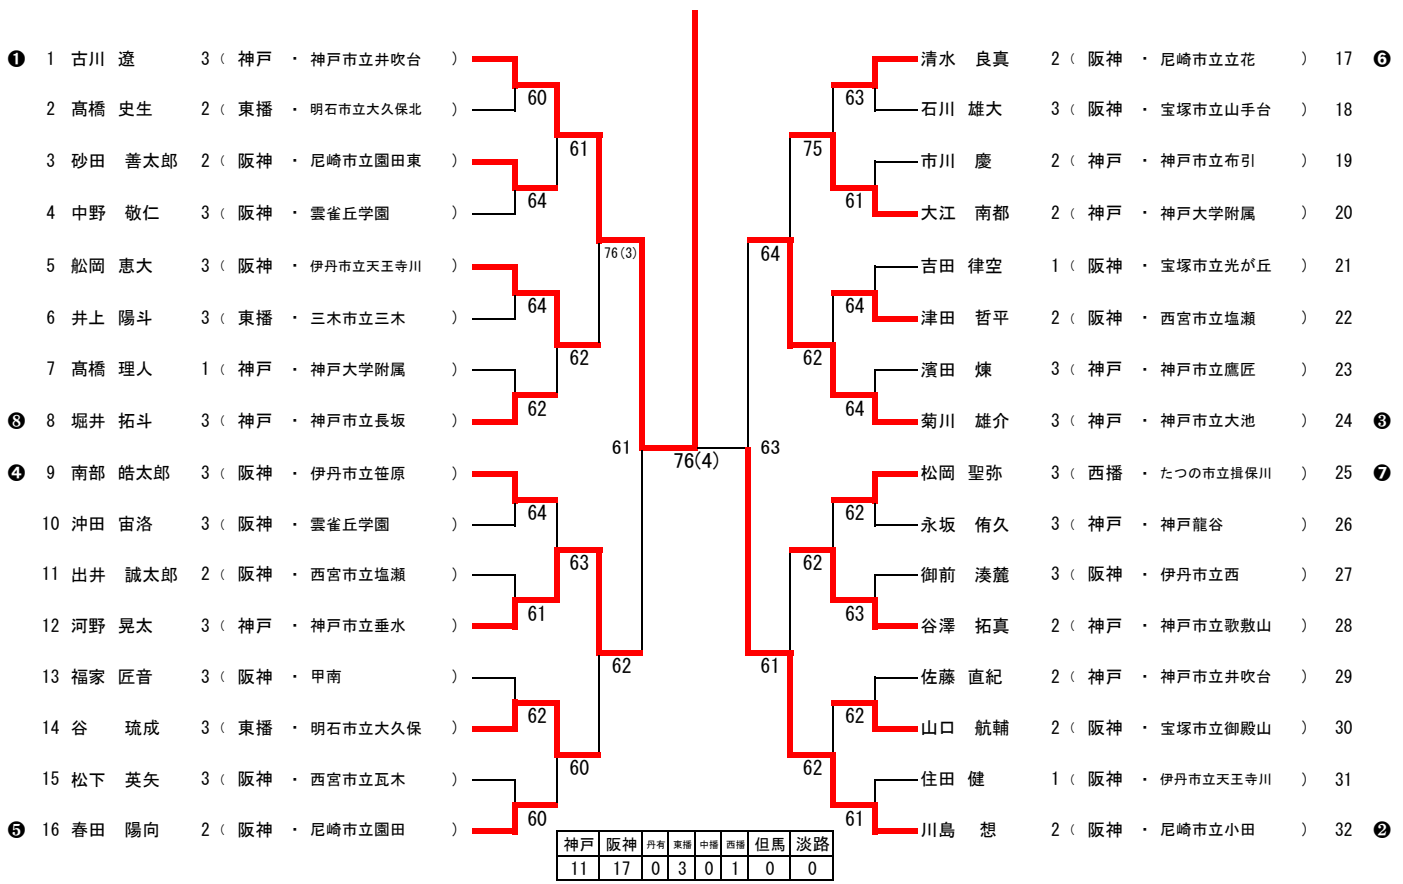 ❶ 1 古川 遼 3 ( 神戸 ・ 神戸市立井吹台 )
60
2 髙橋 史生 2 ( 東播 ・ 明石市立大久保北 )
61
3 砂田 善太郎 2 ( 阪神 ・ 尼崎市立園田東 )
64
4 中野 敬仁 3 ( 阪神 ・ 雲雀丘学園 )
76(3)
5 舩岡 恵大 3 ( 阪神 ・ 伊丹市立天王寺川 )
64
6 井上 陽斗 3 ( 東播 ・ 三木市立三木 )
62
7 髙橋 理人 1 ( 神戸 ・ 神戸大学附属 )
62
❽ 8 堀井 拓斗 3 ( 神戸 ・ 神戸市立長坂 )
61
❹ 9 南部 皓太郎 3 ( 阪神 ・ 伊丹市立笹原 )
64
10 沖田 宙洛 3 ( 阪神 ・ 雲雀丘学園 )
63
11 出井 誠太郎 2 ( 阪神 ・ 西宮市立塩瀬 )
61
12 河野 晃太 3 ( 神戸 ・ 神戸市立垂水 )
62
13 福家 匠音 3 ( 阪神 ・ 甲南 )
62
14 谷 琉成 3 ( 東播 ・ 明石市立大久保 )
60
15 松下 英矢 3 ( 阪神 ・ 西宮市立瓦木 )
60
❺ 16 春田 陽向 2 ( 阪神 ・ 尼崎市立園田 )
76(4)
清水 良真 2 ( 阪神 ・ 尼崎市立立花 ) 17 ❻
63
石川 雄大 3 ( 阪神 ・ 宝塚市立山手台 ) 18
75
市川 慶 2 ( 神戸 ・ 神戸市立布引 ) 19
61
大江 南都 2 ( 神戸 ・ 神戸大学附属 ) 20
64
吉田 律空 1 ( 阪神 ・ 宝塚市立光が丘 ) 21
64
津田 哲平 2 ( 阪神 ・ 西宮市立塩瀬 ) 22
62
濱田 煉 3 ( 神戸 ・ 神戸市立鷹匠 ) 23
64
菊川 雄介 3 ( 神戸 ・ 神戸市立大池 ) 24 ❸
63
松岡 聖弥 3 ( 西播 ・ たつの市立揖保川 ) 25 ❼
62
永坂 侑久 3 ( 神戸 ・ 神戸龍谷 ) 26
62
御前 湊麓 3 ( 阪神 ・ 伊丹市立西 ) 27
63
谷澤 拓真 2 ( 神戸 ・ 神戸市立歌敷山 ) 28
61
佐藤 直紀 2 ( 神戸 ・ 神戸市立井吹台 ) 29
62
山口 航輔 2 ( 阪神 ・ 宝塚市立御殿山 ) 30
62
住田 健 1 ( 阪神 ・ 伊丹市立天王寺川 ) 31
61
川島 想 2 ( 阪神 ・ 尼崎市立小田 ) 32 ❷
神戸 阪神 丹有 東播 中播 西播 但馬 淡路
11 17 0 3 0 1 0 0